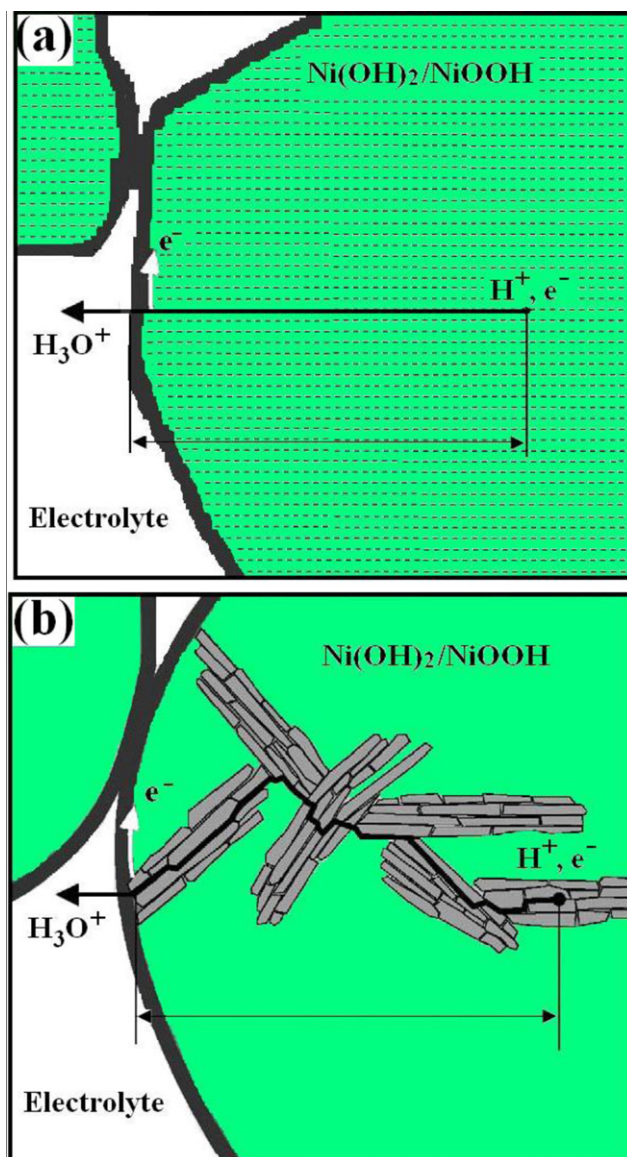 (a)
Ni(OH)₂/NiOOH
e⁻
H⁺, e⁻
H₃O⁺
Electrolyte
(b)
Ni(OH)₂/NiOOH
e⁻
H⁺, e⁻
H₃O⁺
Electrolyte